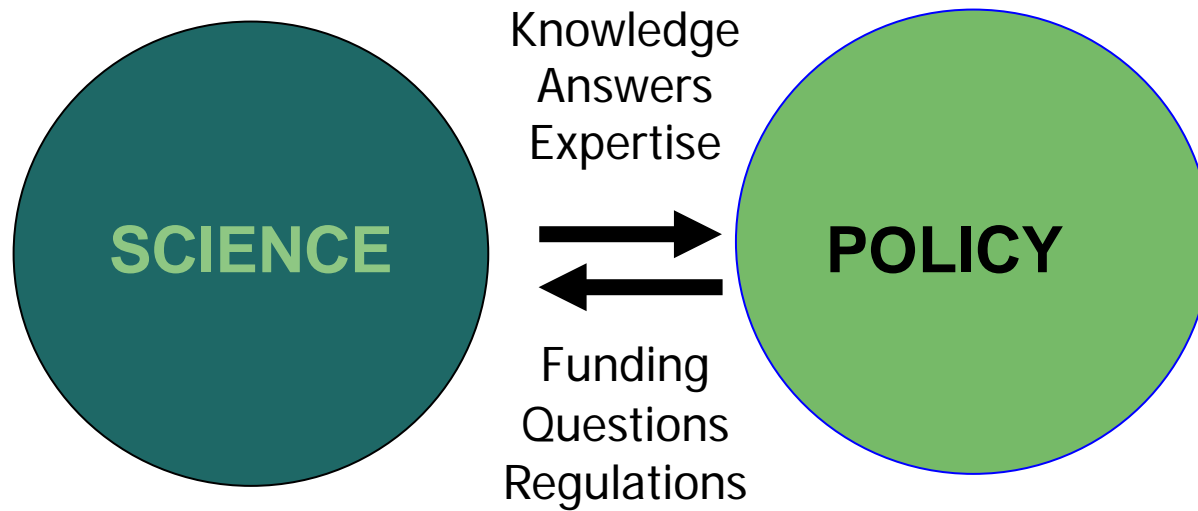 Knowledge
Answers
Expertise
SCIENCE
POLICY
Funding
Questions
Regulations